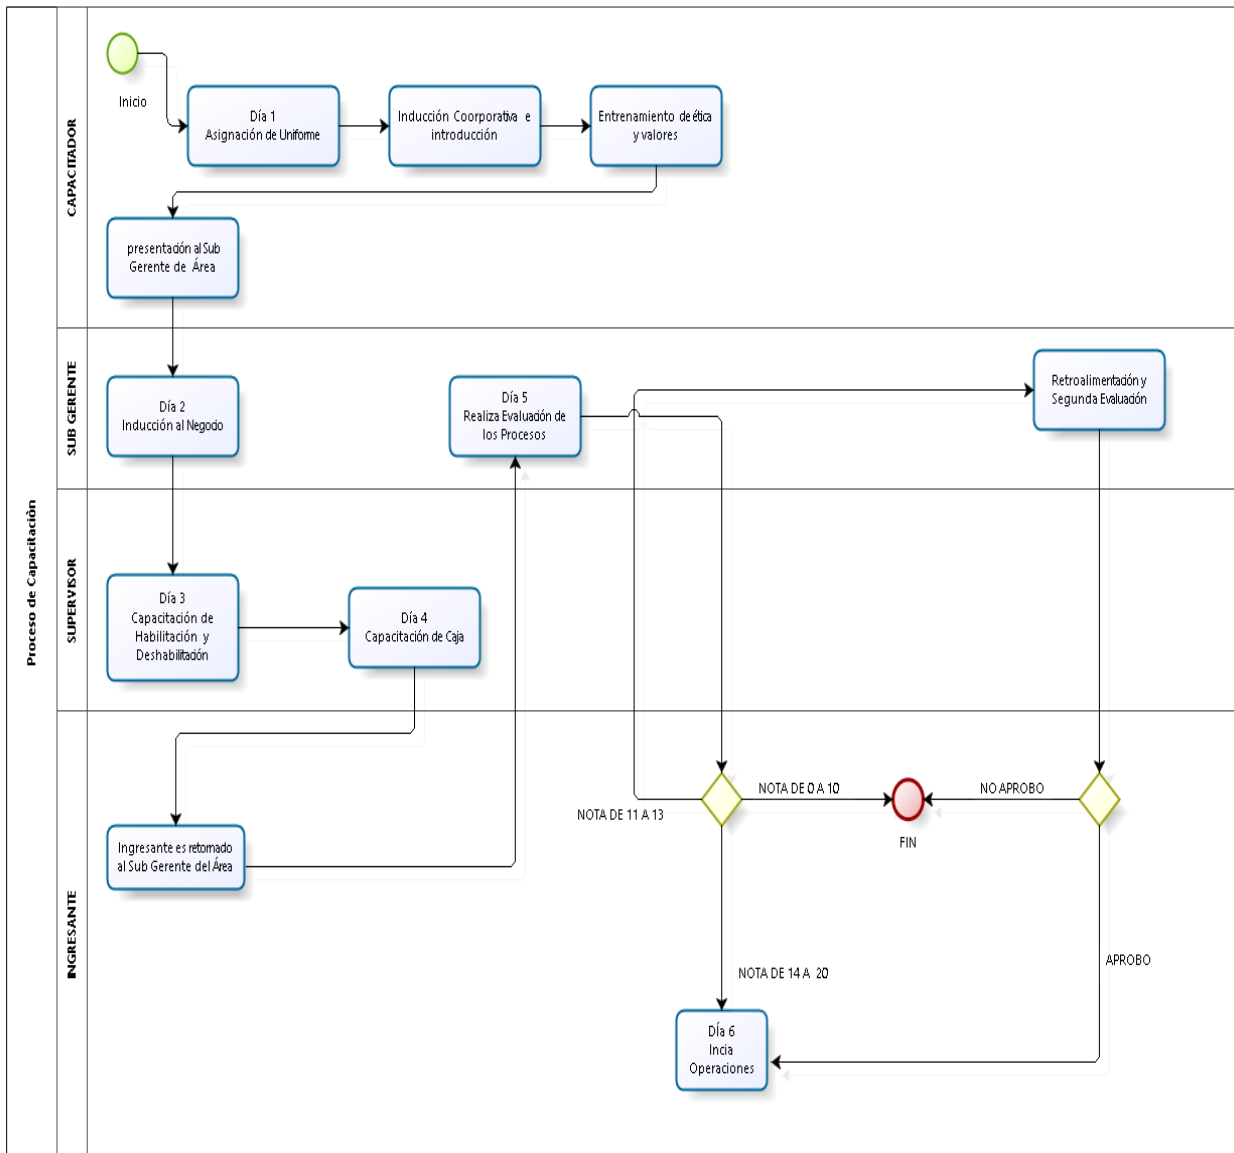 Proceso de Capacitación
CAPACITADOR
Inicio
Día 1
Asignación de Uniforme
Inducción Coorporativa e
introducción
Entrenamiento de ética
y valores
presentación al Sub
Gerente de Área
SUB GERENTE
Día 2
Inducción al Negocio
Día 5
Realiza Evaluación de
los Procesos
Retroalimentación y
Segunda Evaluación
SUPERVISOR
Día 3
Capacitación de
Habilitación y
Deshabilitación
Día 4
Capacitación de Caja
INGRESANTE
Ingresante es retornado
al Sub Gerente del Área
NOTA DE 11 A 13
NOTA DE 0 A 10
FIN
NO APROBO
NOTA DE 14 A 20
APROBO
DÍa 6
Incia
Operaciones